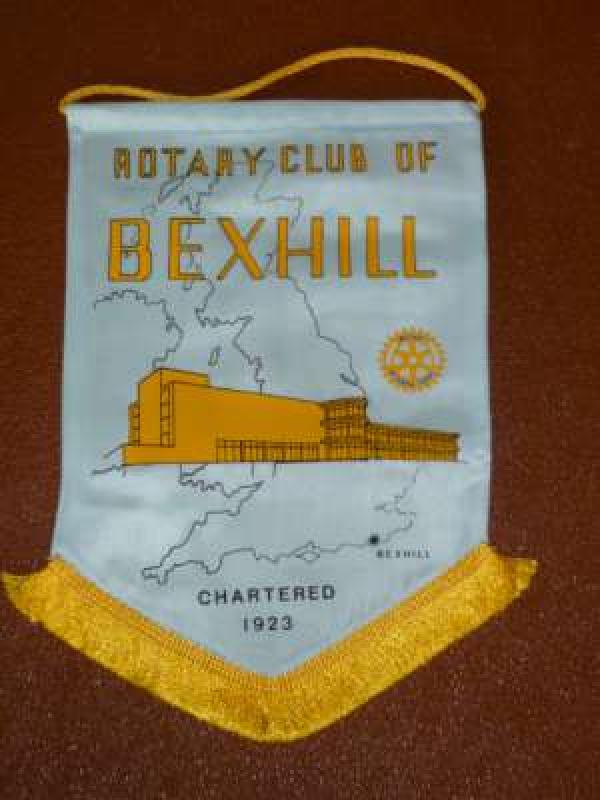 ROTARY CLUB OF
BEXHILL
BEXHILL
CHARTERED
1923